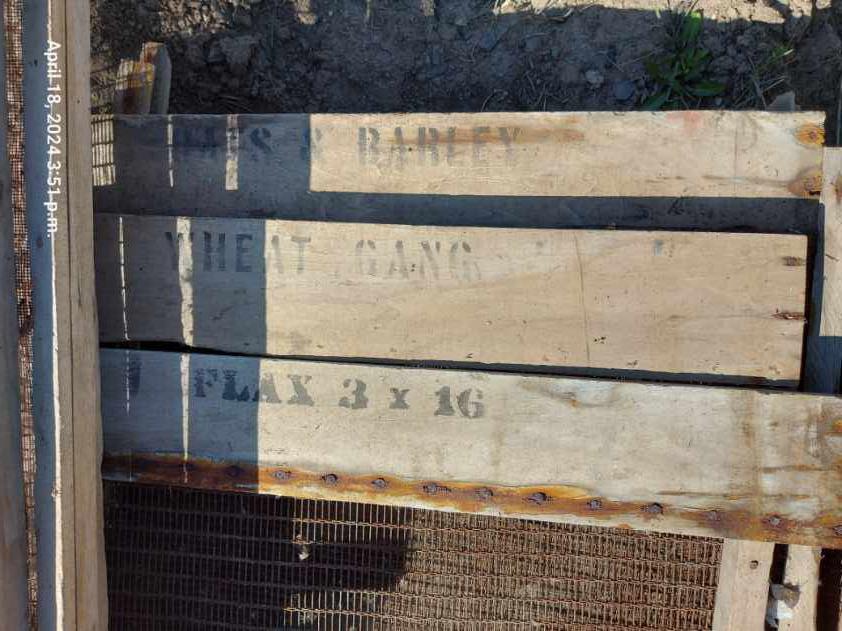 April 18, 2024 3:51 p.m.
& BARLEY
WHEAT GANG
FLAX 3 x 16